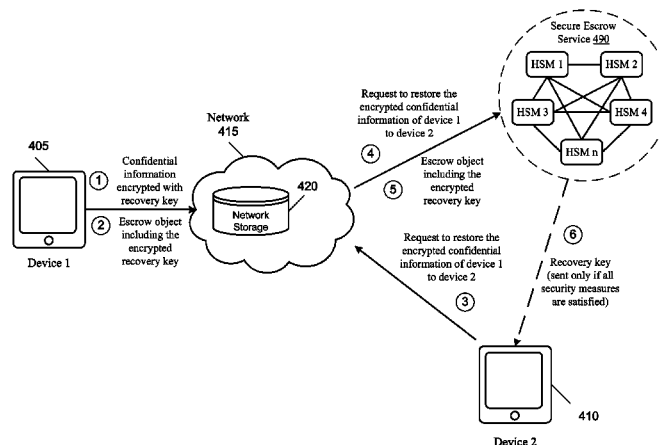 Secure Escrow
Service 490
HSM 1
HSM 2
HSM 3
HSM 4
HSM n
Request to restore the
encrypted confidential
information of device 1
to device 2
4
5
Escrow object
including the
encrypted
recovery key
Network
415
420
Network
Storage
405
1
Confidential
information
encrypted with
recovery key
2
Escrow object
including the
encrypted
recovery key
Device 1
Request to restore the
encrypted confidential
information of device 1
to device 2
3
6
Recovery key
(sent only if all
security measures
are satisfied)
410
Device 2